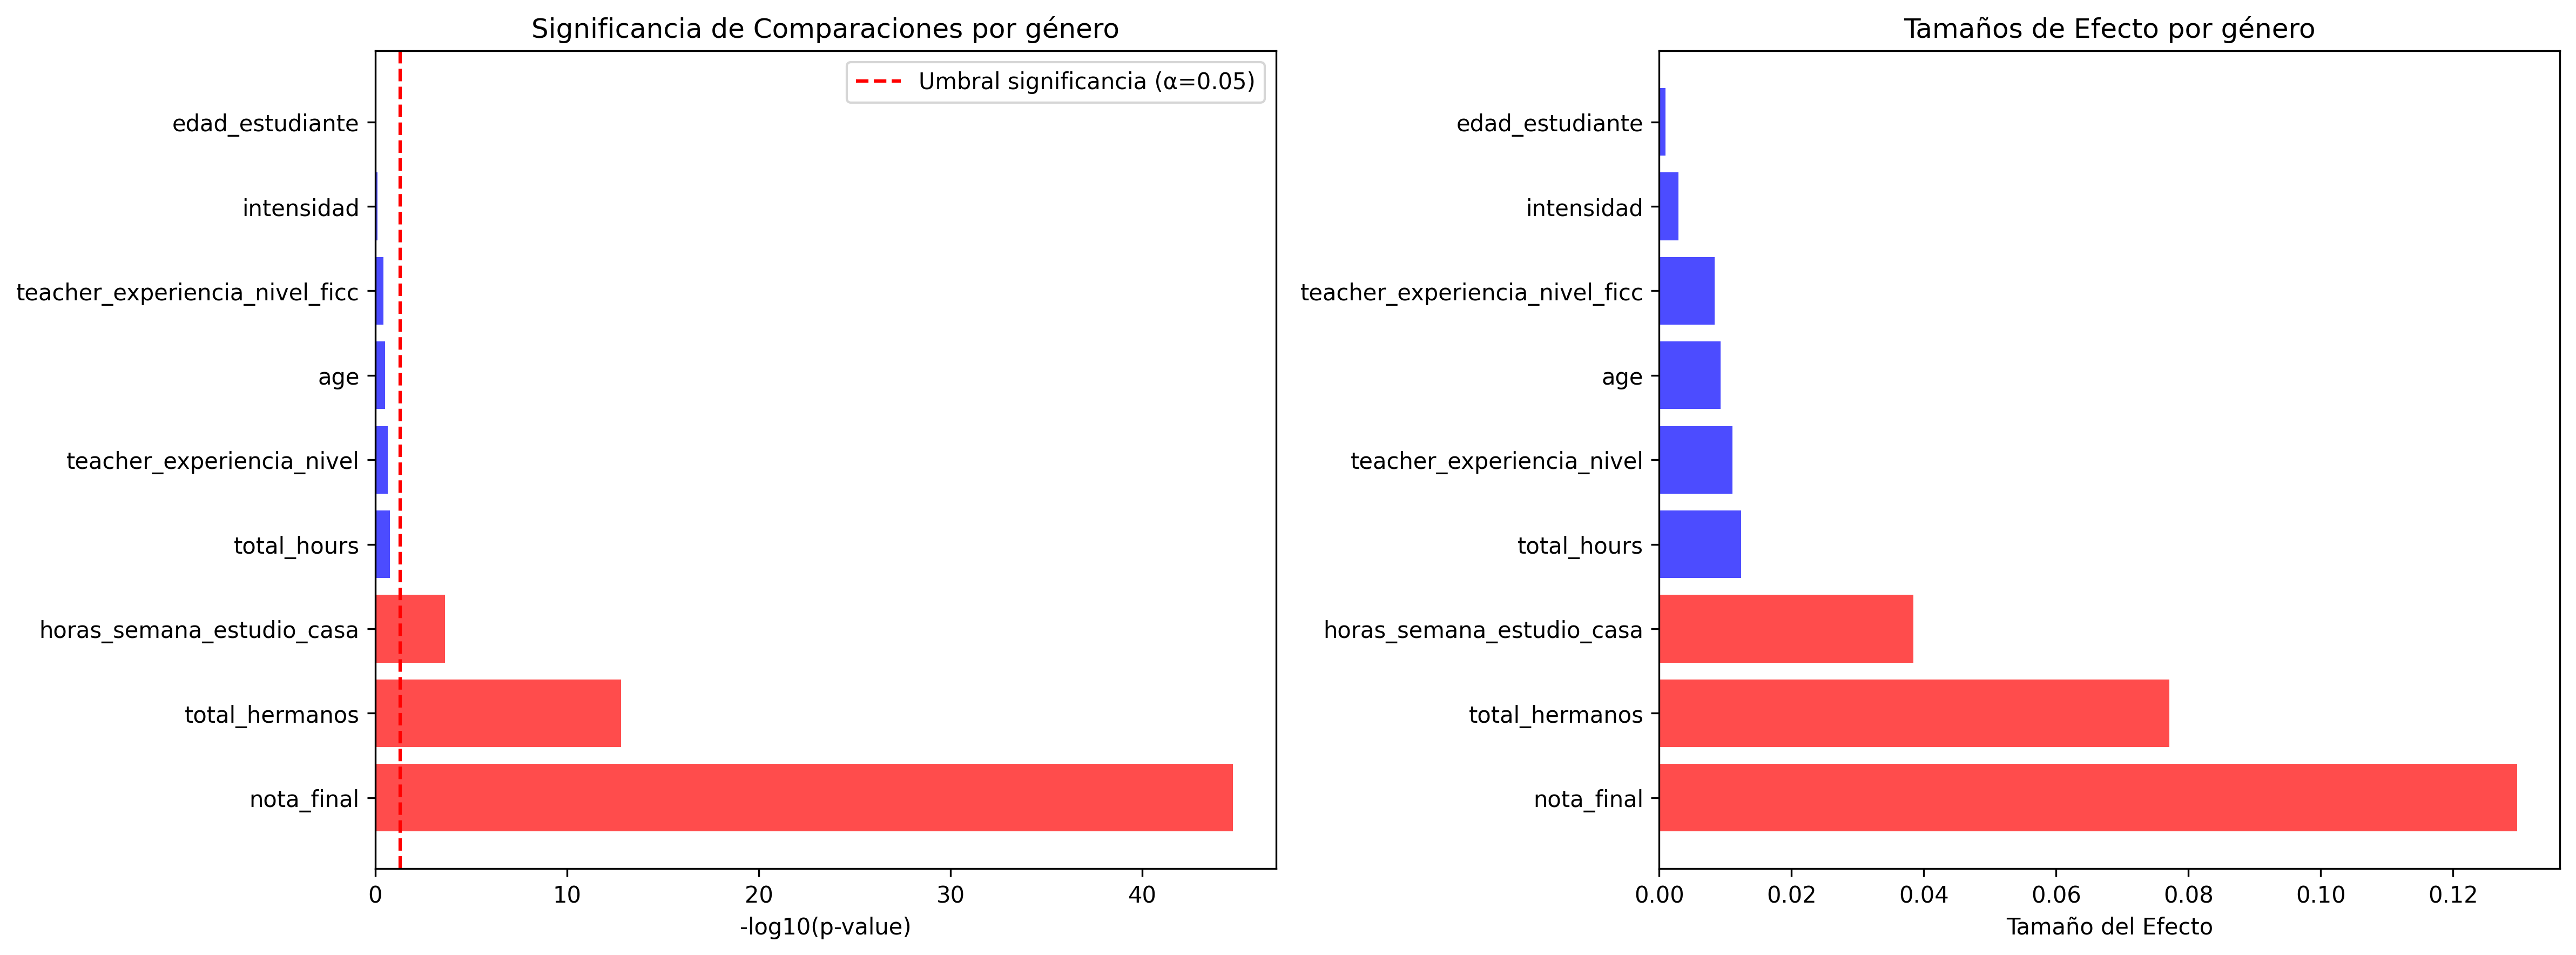 Significancia de Comparaciones por género
Umbral significancia (α=0.05)
edad_estudiante
intensidad
teacher_experiencia_nivel_ficc
age
teacher_experiencia_nivel
total_hours
horas_semana_estudio_casa
total_hermanos
nota_final
0 10 20 30 40
-log10(p-value)
Tamaños de Efecto por género
edad_estudiante
intensidad
teacher_experiencia_nivel_ficc
age
teacher_experiencia_nivel
total_hours
horas_semana_estudio_casa
total_hermanos
nota_final
0.00 0.02 0.04 0.06 0.08 0.10 0.12
Tamaño del Efecto